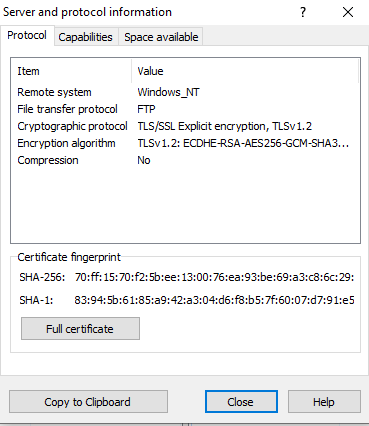 Server and protocol information
Protocol Capabilities Space available
Item Value
Remote system Windows_NT
File transfer protocol FTP
Cryptographic protocol TLS/SSL Explicit encryption, TLSv1.2
Encryption algorithm TLSv1.2: ECDHE-RSA-AES256-GCM-SHA3...
Compression No
Certificate fingerprint
SHA-256: 70:ff:15:70:f2:5b:ee:13:00:76:ea:93:be:69:a3:c8:6c:29:
SHA-1: 83:94:5b:61:85:a9:42:a3:04:d6:f8:b5:7f:60:07:d7:91:e5
Full certificate
Copy to Clipboard Close Help